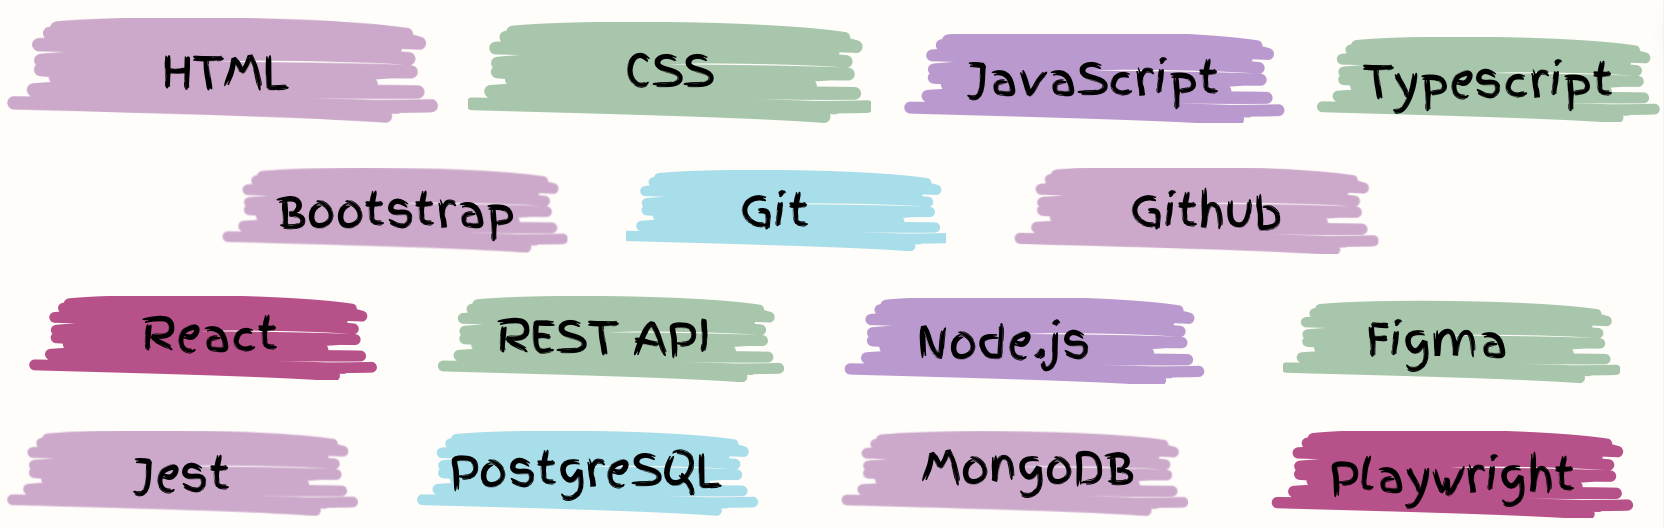 HTML CSS JavaScript Typescript
Bootstrap Git Github
React REST API Node.js Figma
Jest PostgreSQL MongoDB Playwright